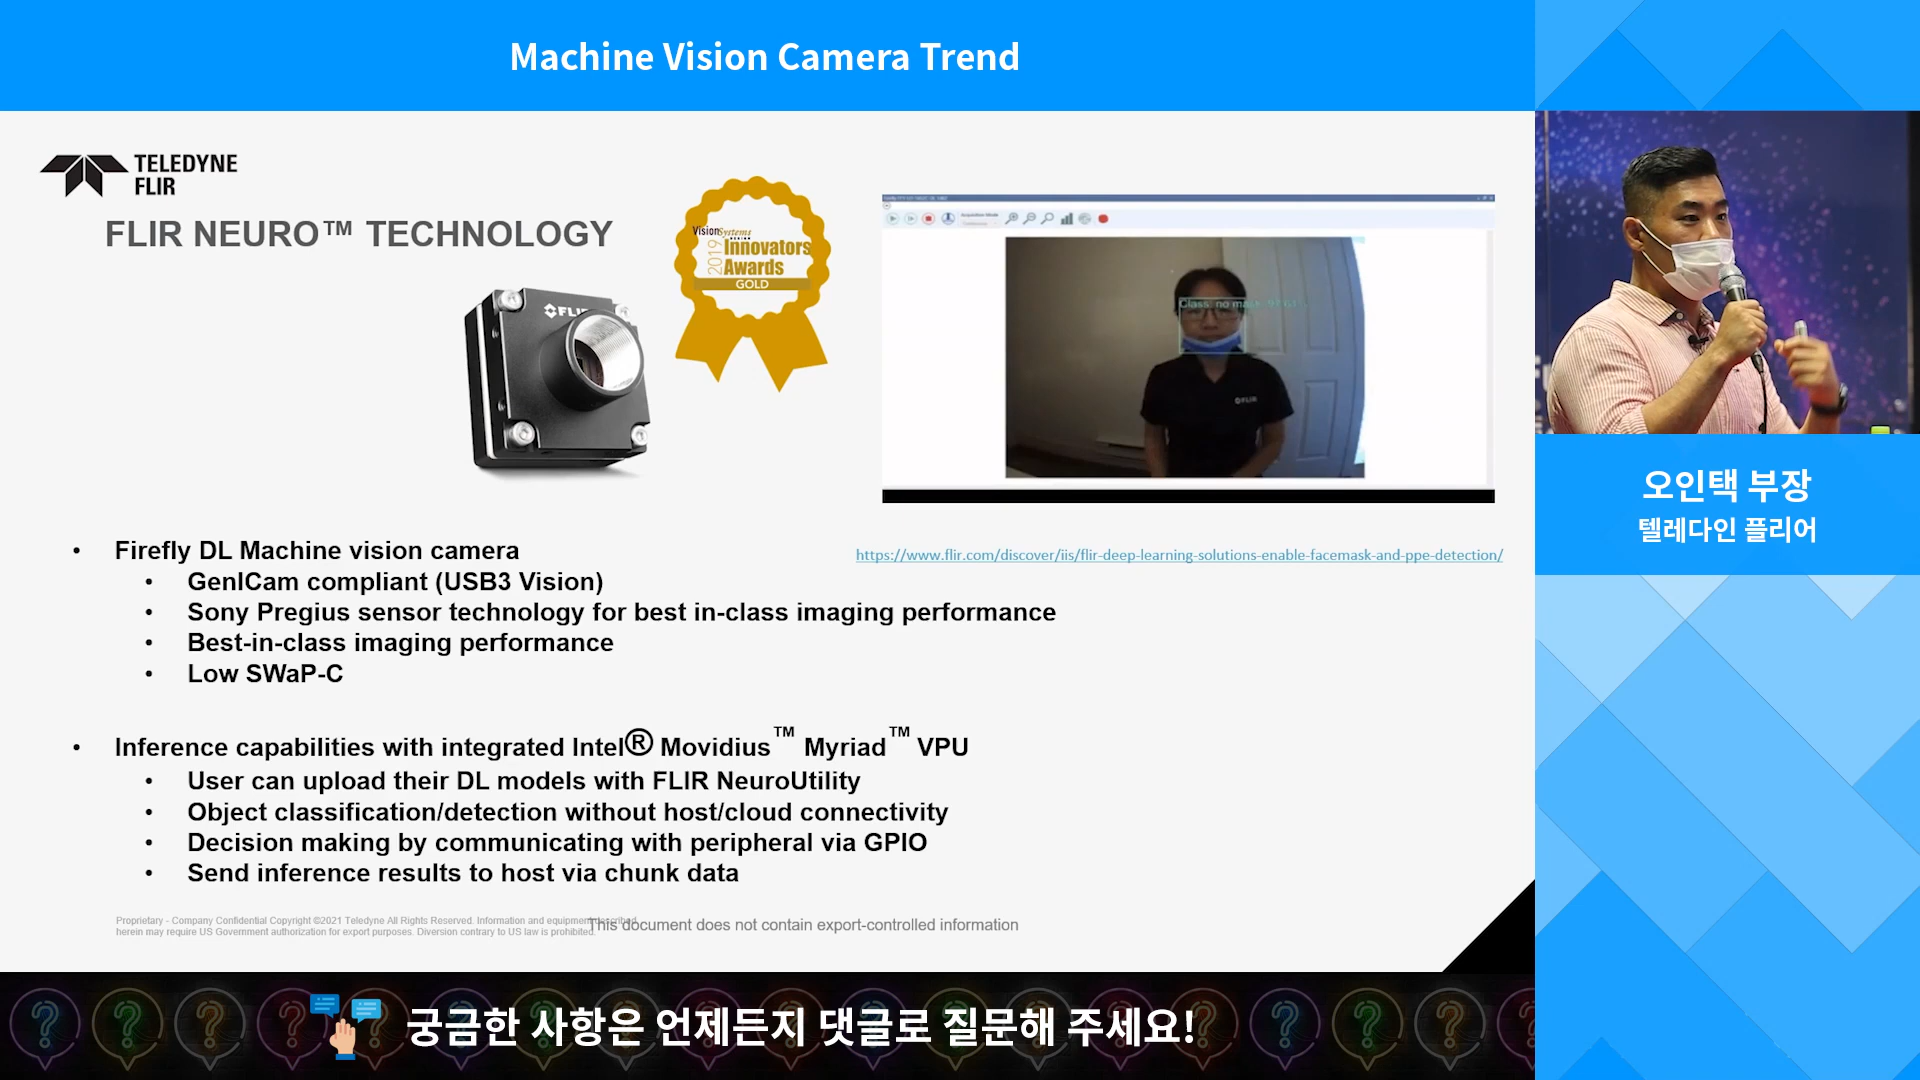 Machine Vision Camera Trend
TELEDYNE
FLIR
FLIR NEURO™ TECHNOLOGY
VisionSystems
DESIGN
2019
Innovators
Awards
GOLD
FLIR
Acquisition Mode
Class: no mask
FLIR
오인택 부장
텔레다인 플리어
• Firefly DL Machine vision camera
https://www.flir.com/discover/iis/flir-deep-learning-solutions-enable-facemask-and-ppe-detection/
• GenICam compliant (USB3 Vision)
• Sony Pregius sensor technology for best in-class imaging performance
• Best-in-class imaging performance
• Low SWaP-C
• Inference capabilities with integrated Intel® Movidius™ Myriad™ VPU
• User can upload their DL models with FLIR NeuroUtility
• Object classification/detection without host/cloud connectivity
• Decision making by communicating with peripheral via GPIO
• Send inference results to host via chunk data
Proprietary - Company Confidential Copyright ©2021 Teledyne All Rights Reserved. Information and equipment described
herein may require US Government authorization for export purposes. Diversion contrary to US law is prohibited.
This document does not contain export-controlled information
궁금한 사항은 언제든지 댓글로 질문해 주세요!